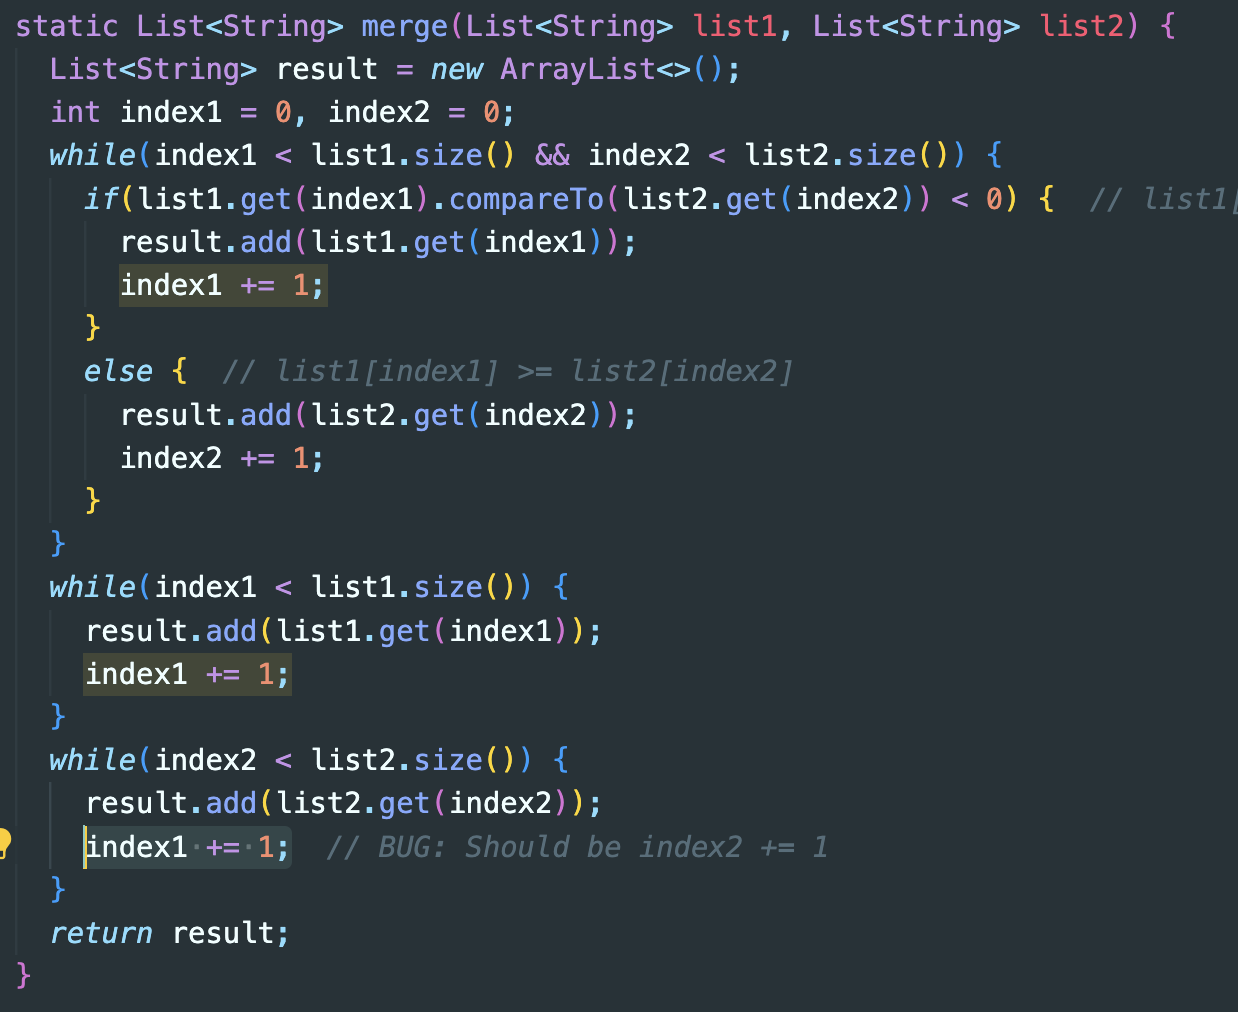 static List<String> merge(List<String> list1, List<String> list2) {
List<String> result = new ArrayList<>();
int index1 = 0, index2 = 0;
while(index1 < list1.size() && index2 < list2.size()) {
if(list1.get(index1).compareTo(list2.get(index2)) < 0) { // list1[
result.add(list1.get(index1));
index1 += 1;
}
else { // list1[index1] >= list2[index2]
result.add(list2.get(index2));
index2 += 1;
}
}
while(index1 < list1.size()) {
result.add(list1.get(index1));
index1 += 1;
}
while(index2 < list2.size()) {
result.add(list2.get(index2));
index1 += 1; // BUG: Should be index2 += 1
}
return result;
}